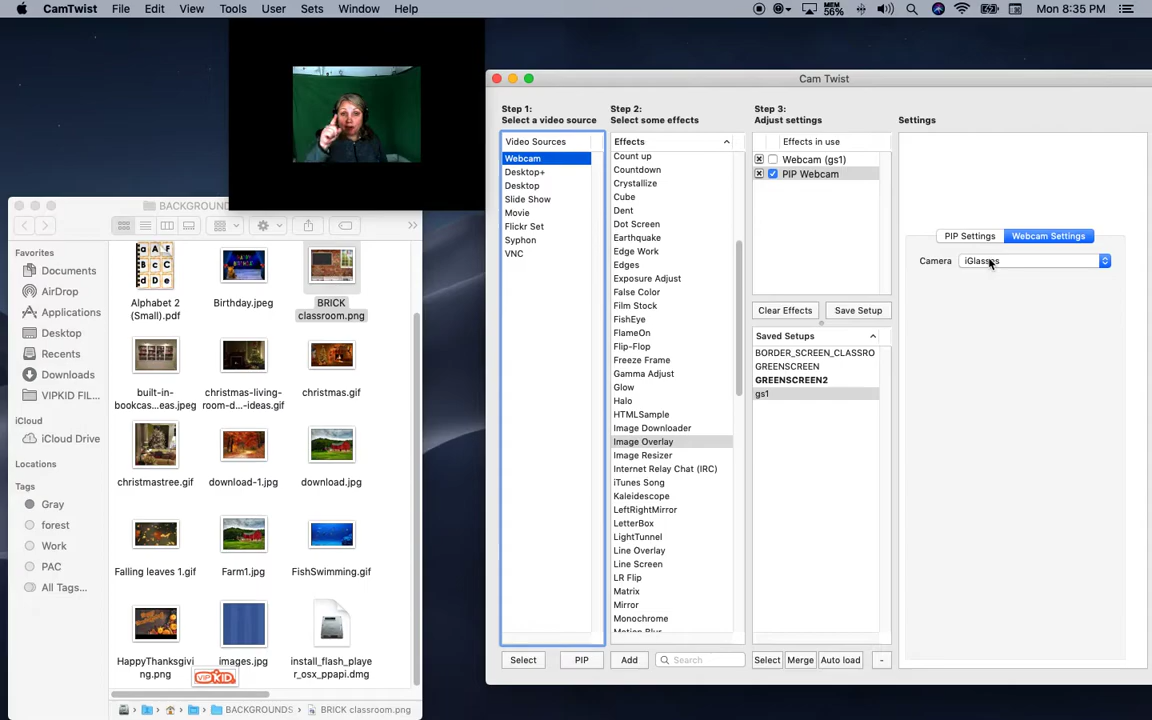 CamTwist File Edit View Tools User Sets Window Help
MEM 56% Mon 8:35 PM
Cam Twist
Step 1:
Select a video source
Video Sources
Webcam
Desktop+
Desktop
Slide Show
Movie
Flickr Set
Syphon
VNC
Select PIP
Step 2:
Select some effects
Effects
Count up
Countdown
Crystallize
Cube
Dent
Dot Screen
Earthquake
Edge Work
Edges
Exposure Adjust
False Color
Film Stock
FishEye
FlameOn
Flip-Flop
Freeze Frame
Gamma Adjust
Glow
Halo
HTMLSample
Image Downloader
Image Overlay
Image Resizer
Internet Relay Chat (IRC)
iTunes Song
Kaleidescope
LeftRightMirror
LetterBox
LightTunnel
Line Overlay
Line Screen
LR Flip
Matrix
Mirror
Monochrome
Motion Blur
Add Search
Step 3:
Adjust settings
Effects in use
Webcam (gs1)
PIP Webcam
Clear Effects Save Setup
Saved Setups
BORDER_SCREEN_CLASSRO
GREENSCREEN
GREENSCREEN2
gs1
Select Merge Auto load -
Settings
PIP Settings Webcam Settings
Camera iGlasses
BACKGROUN
Favorites
Documents
AirDrop
Applications
Desktop
Recents
Downloads
VIPKID FIL...
iCloud
iCloud Drive
Locations
Tags
Gray
forest
Work
PAC
All Tags...
Alphabet 2
(Small).pdf
Birthday.jpeg
BRICK
classroom.png
built-in-
bookcas...eas.jpeg
christmas-living-
room-d...-ideas.gif
christmas.gif
christmastree.gif
download-1.jpg
download.jpg
Falling leaves 1.gif
Farm1.jpg
FishSwimming.gif
HappyThanksgivi
ng.png
images.jpg
install_flash_playe
r_osx_ppapi.dmg
VIPKID
BACKGROUNDS BRICK classroom.png